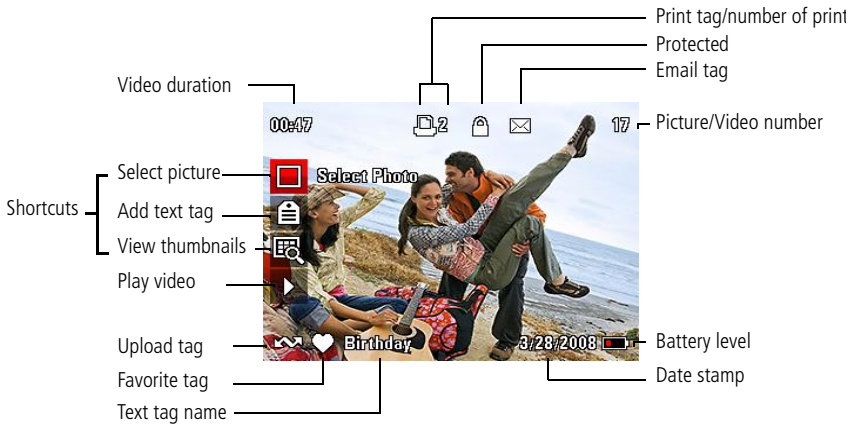 Print tag/number of print
Protected
Email tag
Video duration
00:47
2
17
Picture/Video number
Select picture
Select Photo
Shortcuts
Add text tag
View thumbnails
Play video
Upload tag
Birthday
3/28/2008
Battery level
Favorite tag
Date stamp
Text tag name